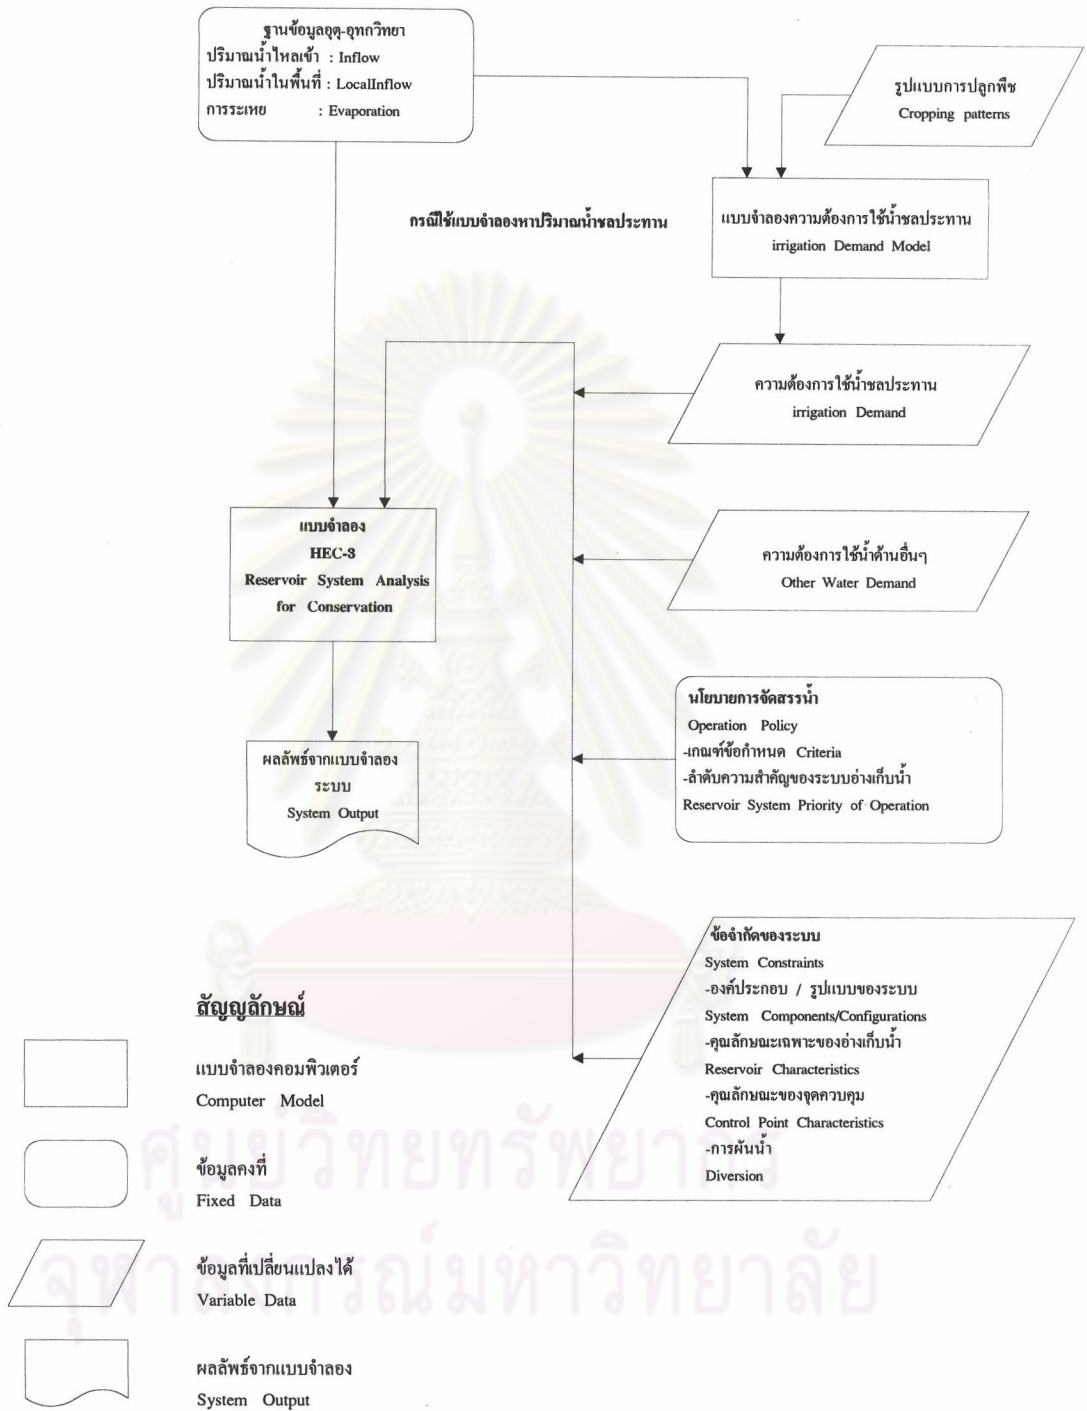 ฐานข้อมูลอุตุ-อุทกวิทยา
ปริมาณน้ำไหลเข้า : Inflow
ปริมาณน้ำในพื้นที่ : LocalInflow
การระเหย : Evaporation
รูปแบบการปลูกพืช
Cropping patterns
กรณีใช้แบบจำลองหาปริมาณน้ำชลประทาน
แบบจำลองความต้องการใช้น้ำชลประทาน
irrigation Demand Model
ความต้องการใช้น้ำชลประทาน
irrigation Demand
แบบจำลอง
HEC-3
Reservoir System Analysis
for Conservation
ความต้องการใช้น้ำด้านอื่นๆ
Other Water Demand
นโยบายการจัดสรรน้ำ
Operation Policy
-เกณฑ์ข้อกำหนด Criteria
-ลำดับความสำคัญของระบบอ่างเก็บน้ำ
Reservoir System Priority of Operation
ผลลัพธ์จากแบบจำลอง
ระบบ
System Output
ข้อจำกัดของระบบ
System Constraints
-องค์ประกอบ / รูปแบบของระบบ
System Components/Configurations
-คุณลักษณะเฉพาะของอ่างเก็บน้ำ
Reservoir Characteristics
-คุณลักษณะของจุดควบคุม
Control Point Characteristics
-การผันน้ำ
Diversion
สัญญลักษณ์
แบบจำลองคอมพิวเตอร์
Computer Model
ข้อมูลคงที่
Fixed Data
ข้อมูลที่เปลี่ยนแปลงได้
Variable Data
ผลลัพธ์จากแบบจำลอง
System Output
ศูนย์วิทยทรัพยากร
จุฬาลงกรณ์มหาวิทยาลัย